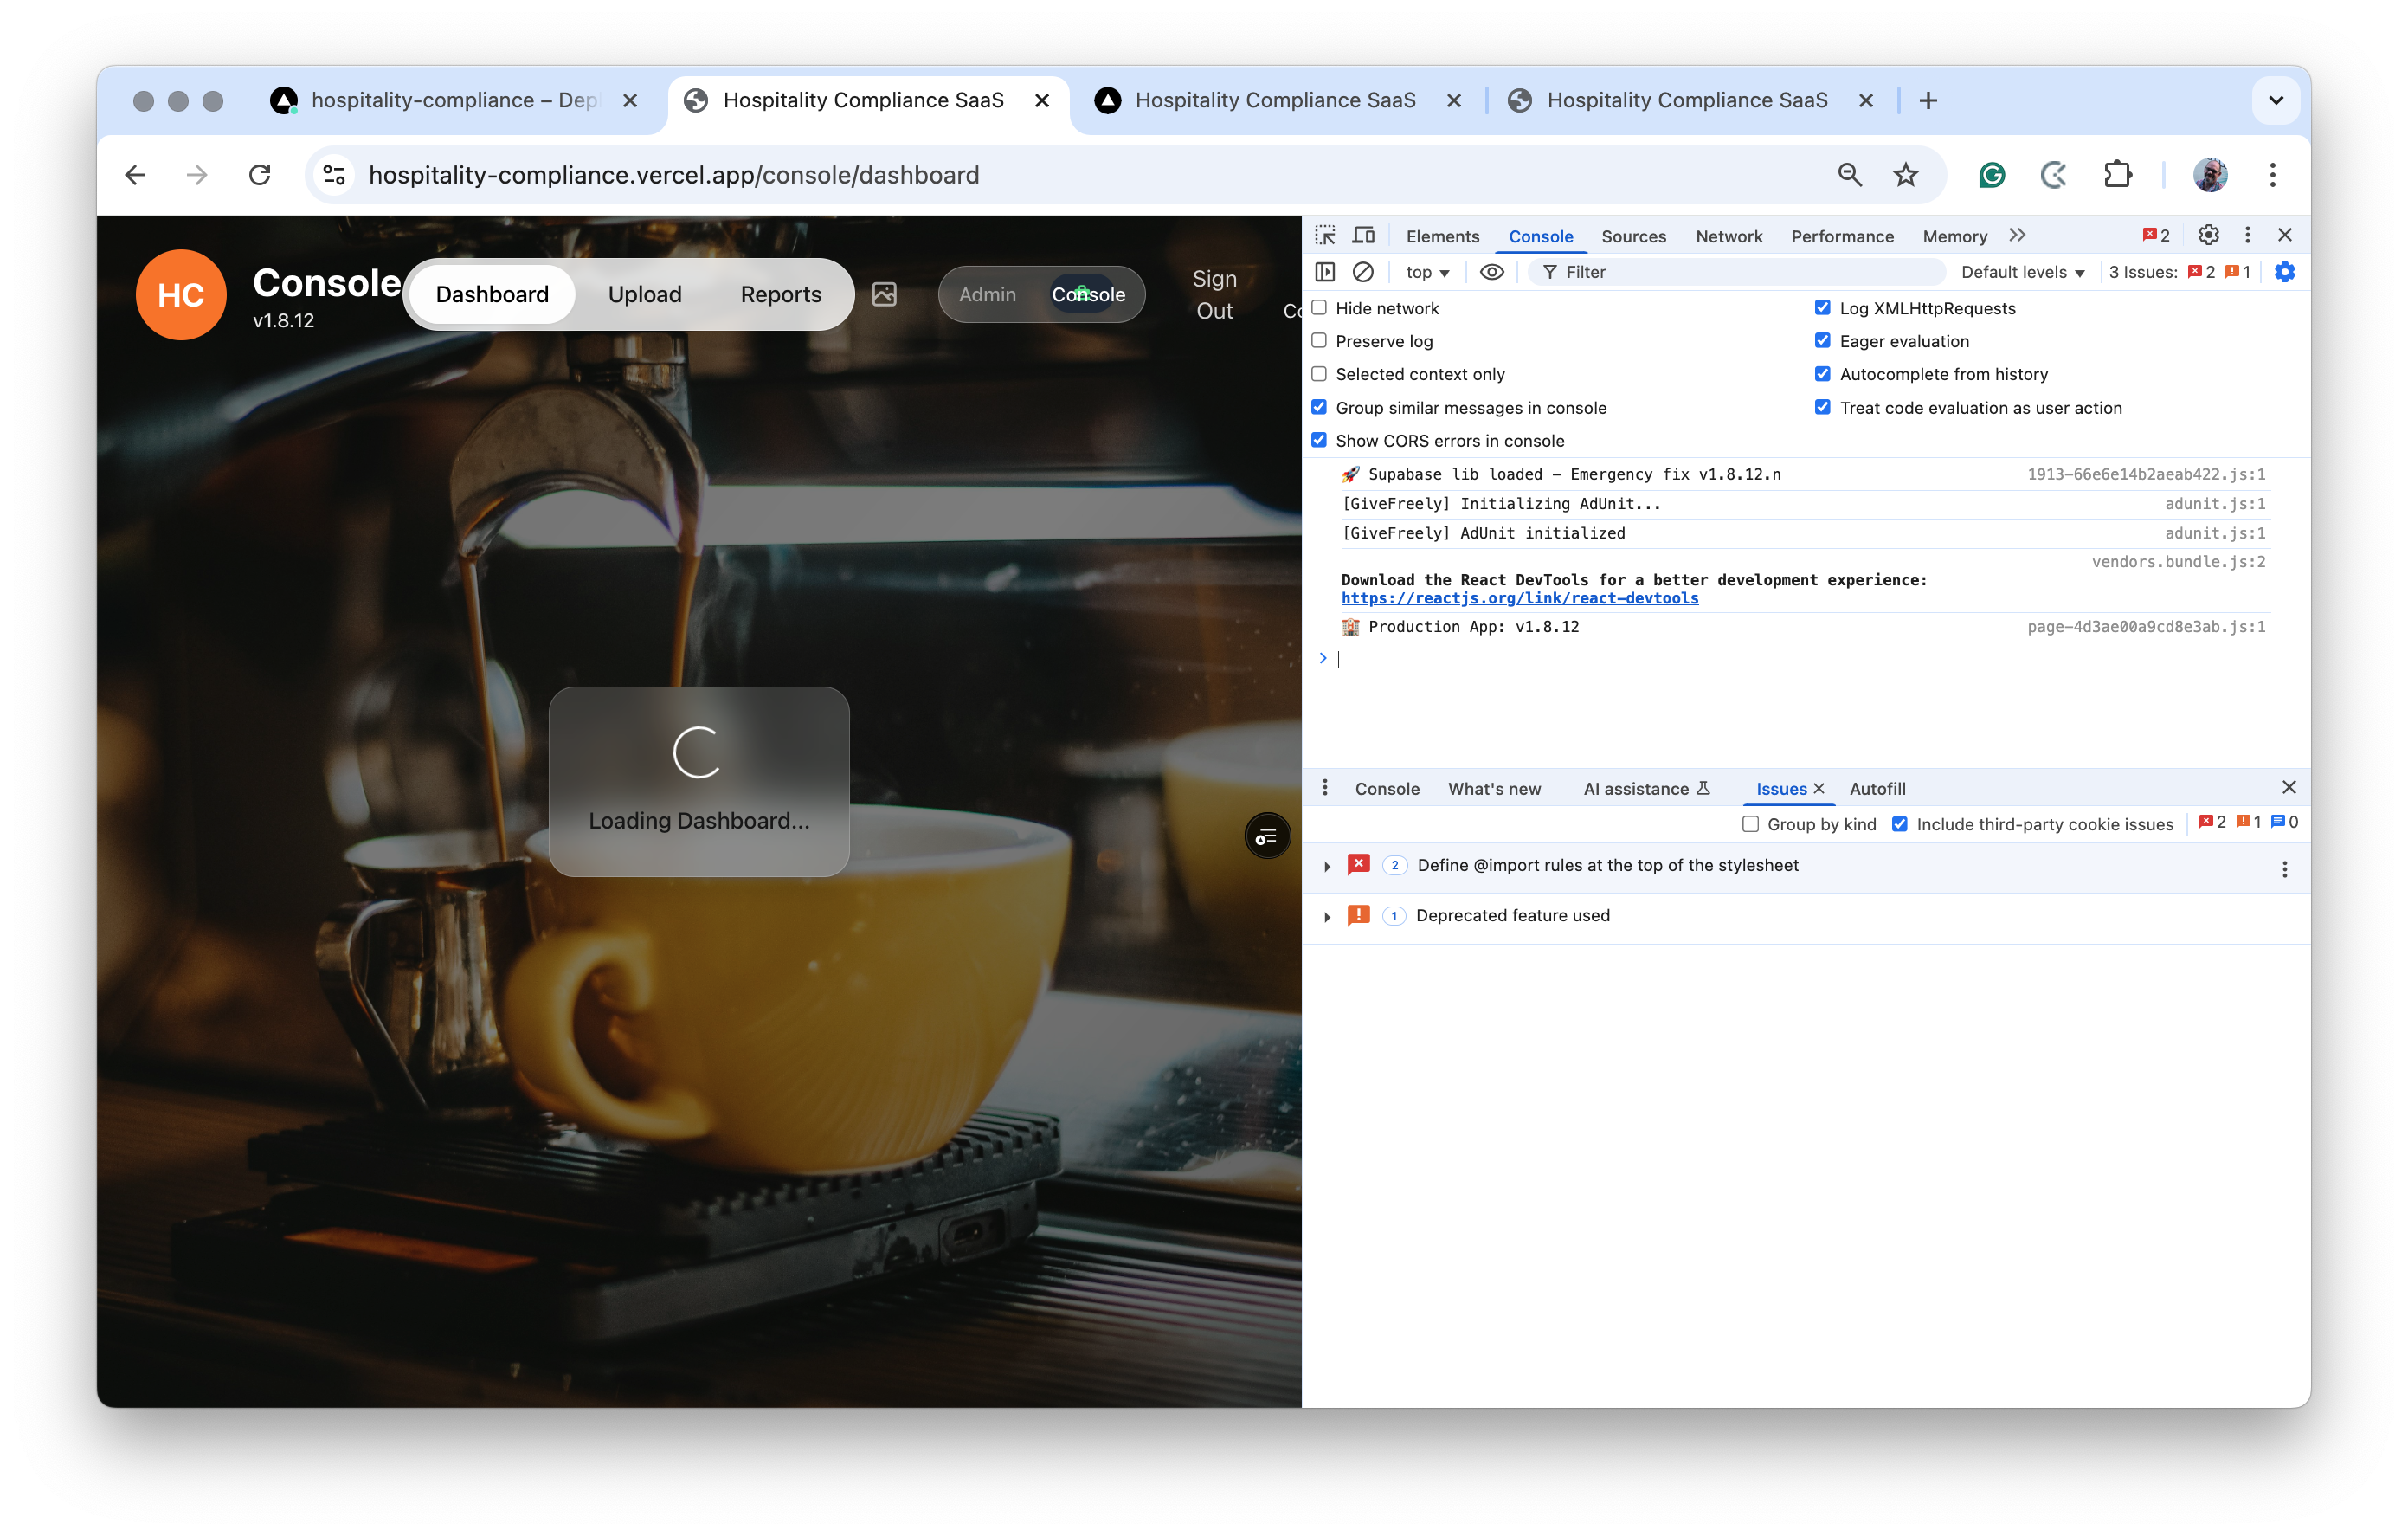 hospitality-compliance – Dep
Hospitality Compliance SaaS
Hospitality Compliance SaaS
Hospitality Compliance SaaS
hospitality-compliance.vercel.app/console/dashboard
HC
Console
v1.8.12
Dashboard
Upload
Reports
Admin
Console
Sign
Out
Co
Loading Dashboard...
Elements
Console
Sources
Network
Performance
Memory
2
top
Filter
Default levels
3 Issues: 2 1
Hide network
Log XMLHttpRequests
Preserve log
Eager evaluation
Selected context only
Autocomplete from history
Group similar messages in console
Treat code evaluation as user action
Show CORS errors in console
🚀 Supabase lib loaded – Emergency fix v1.8.12.n 1913-66e6e14b2aeab422.js:1
[GiveFreely] Initializing AdUnit... adunit.js:1
[GiveFreely] AdUnit initialized adunit.js:1
vendors.bundle.js:2
Download the React DevTools for a better development experience:
https://reactjs.org/link/react-devtools
🏨 Production App: v1.8.12 page-4d3ae00a9cd8e3ab.js:1
Console
What's new
AI assistance
Issues
Autofill
Group by kind
Include third-party cookie issues
2 1 0
2 Define @import rules at the top of the stylesheet
1 Deprecated feature used